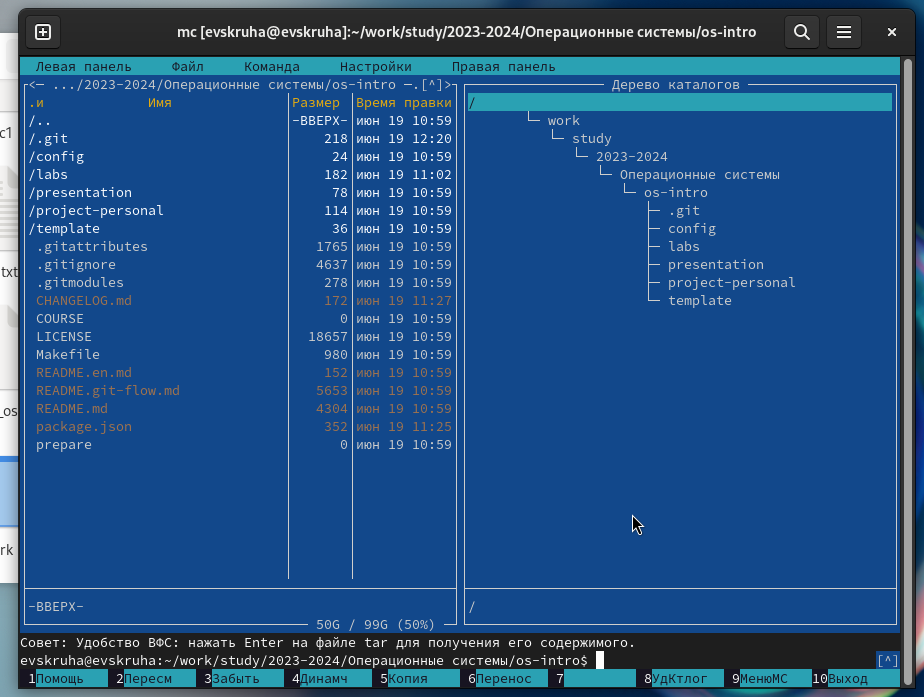 mc [evskruha@evskruha]:~/work/study/2023-2024/Операционные системы/os-intro
Левая панель Файл Команда Настройки Правая панель
<— .../2023-2024/Операционные системы/os-intro —.[^]>
.и Имя Размер Время правки
/.. -ВВЕРХ- июн 19 10:59
/.git 218 июн 19 12:20
/config 24 июн 19 10:59
/labs 182 июн 19 11:02
/presentation 78 июн 19 10:59
/project-personal 114 июн 19 10:59
/template 36 июн 19 10:59
.gitattributes 1765 июн 19 10:59
.gitignore 4637 июн 19 10:59
.gitmodules 278 июн 19 10:59
CHANGELOG.md 172 июн 19 11:27
COURSE 0 июн 19 10:59
LICENSE 18657 июн 19 10:59
Makefile 980 июн 19 10:59
README.en.md 152 июн 19 10:59
README.git-flow.md 5653 июн 19 10:59
README.md 4304 июн 19 10:59
package.json 352 июн 19 11:25
prepare 0 июн 19 10:59
-ВВЕРХ-
50G / 99G (50%)
Дерево каталогов
/
work
study
2023-2024
Операционные системы
os-intro
.git
config
labs
presentation
project-personal
template
/
Совет: Удобство ВФС: нажать Enter на файле tar для получения его содержимого.
evskruha@evskruha:~/work/study/2023-2024/Операционные системы/os-intro$ [^]
1Помощь 2Пересм 3Забыть 4Динамч 5Копия 6Перенос 7 8УдКтлог 9МенюМС 10Выход
c1
txt
_os
rk